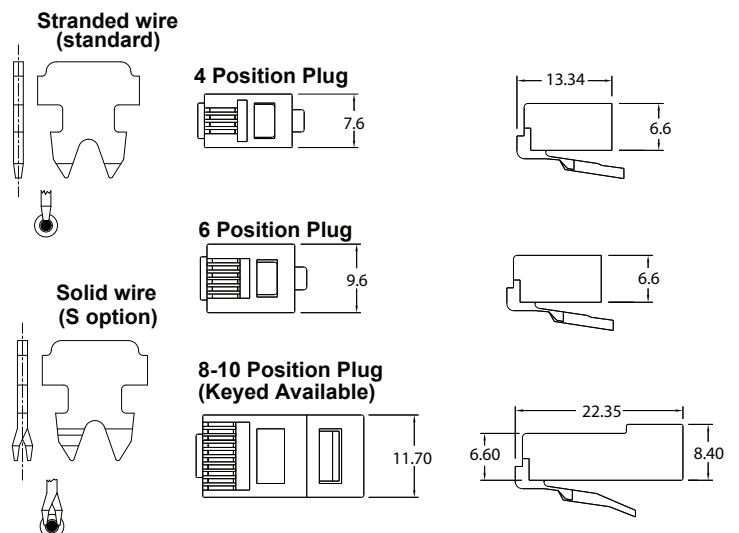 Stranded wire
(standard)
4 Position Plug
7.6
13.34
6.6
6 Position Plug
9.6
6.6
Solid wire
(S option)
8-10 Position Plug
(Keyed Available)
11.70
22.35
6.60
8.40